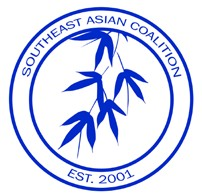 SOUTHEAST ASIAN COALITION
EST. 2001